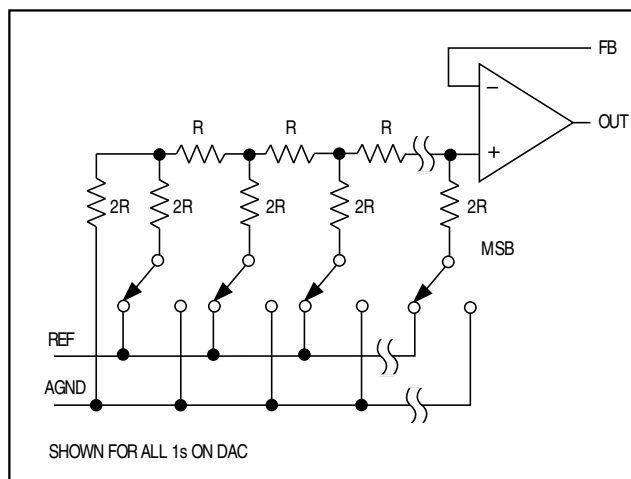 FB
OUT
−
+
R R R
2R 2R 2R 2R 2R
MSB
REF
AGND
SHOWN FOR ALL 1s ON DAC